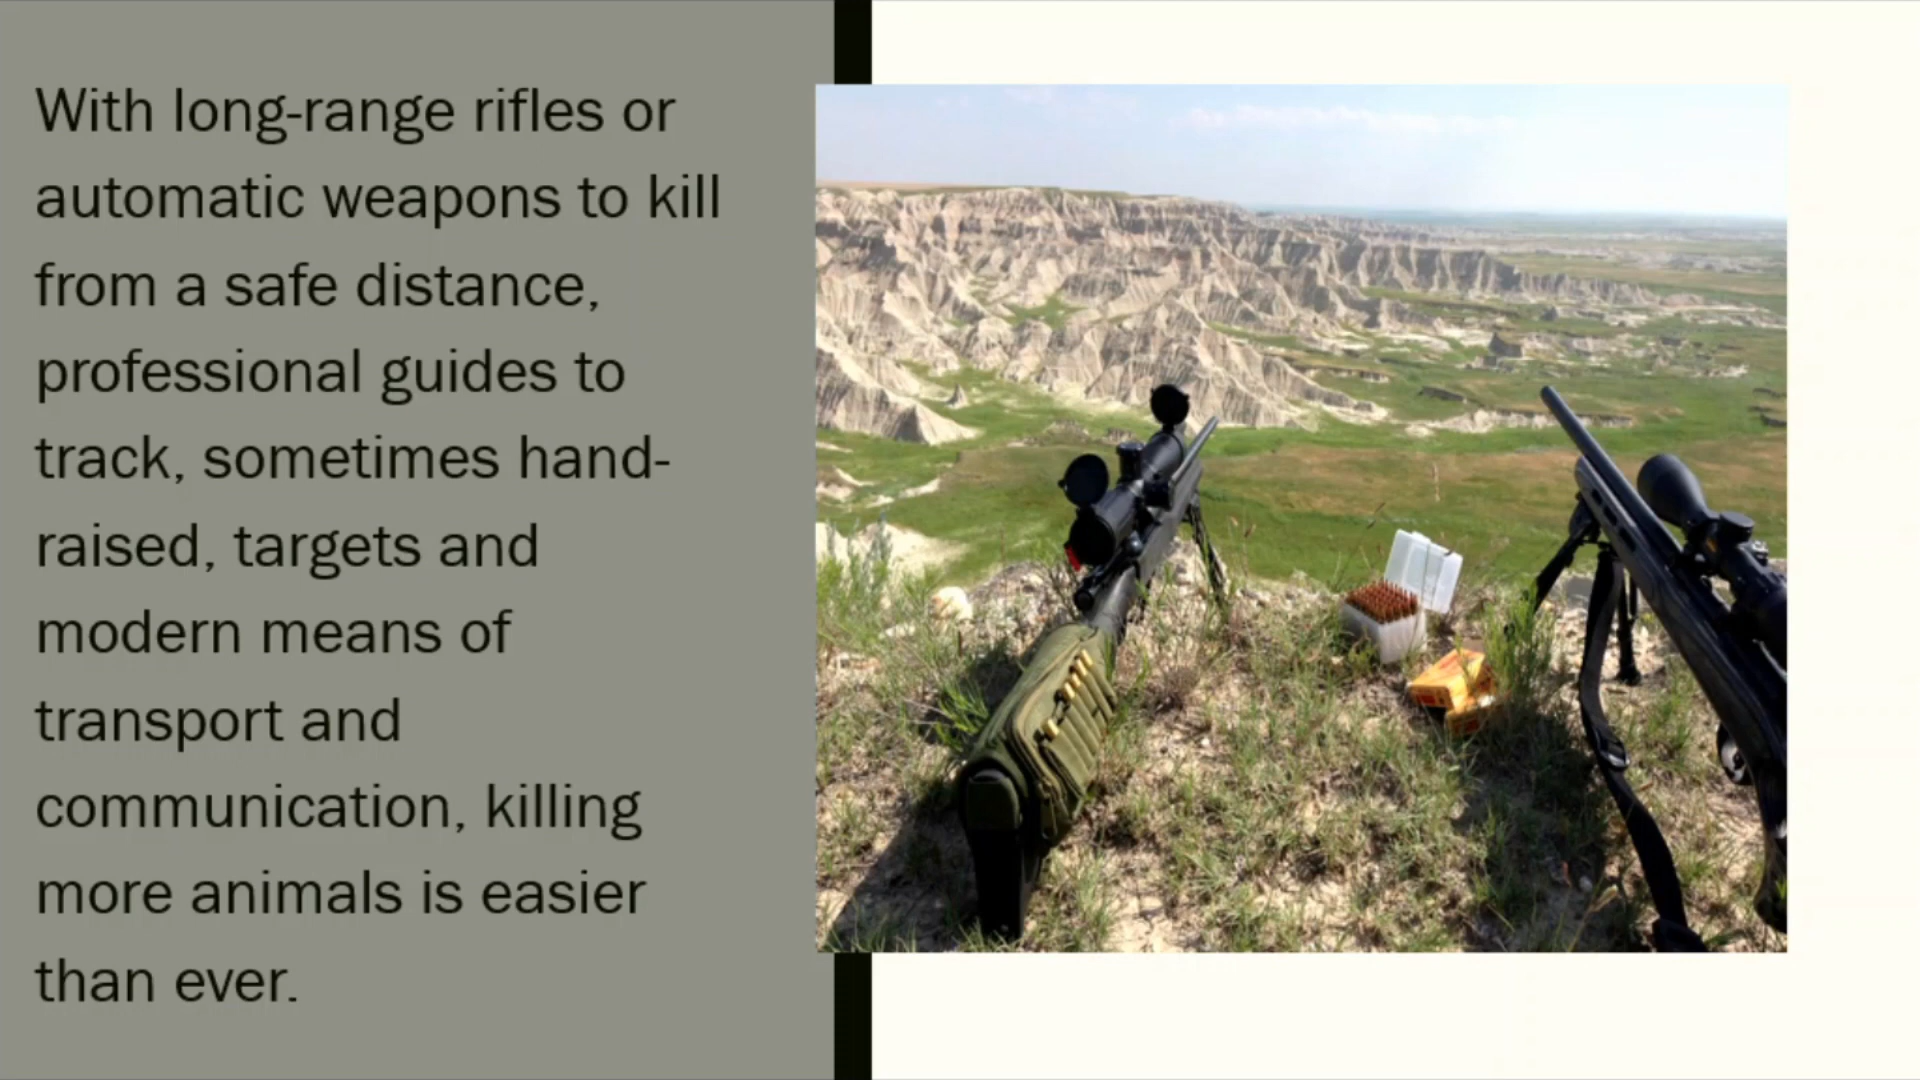 With long-range rifles or
automatic weapons to kill
from a safe distance,
professional guides to
track, sometimes hand-
raised, targets and
modern means of
transport and
communication, killing
more animals is easier
than ever.